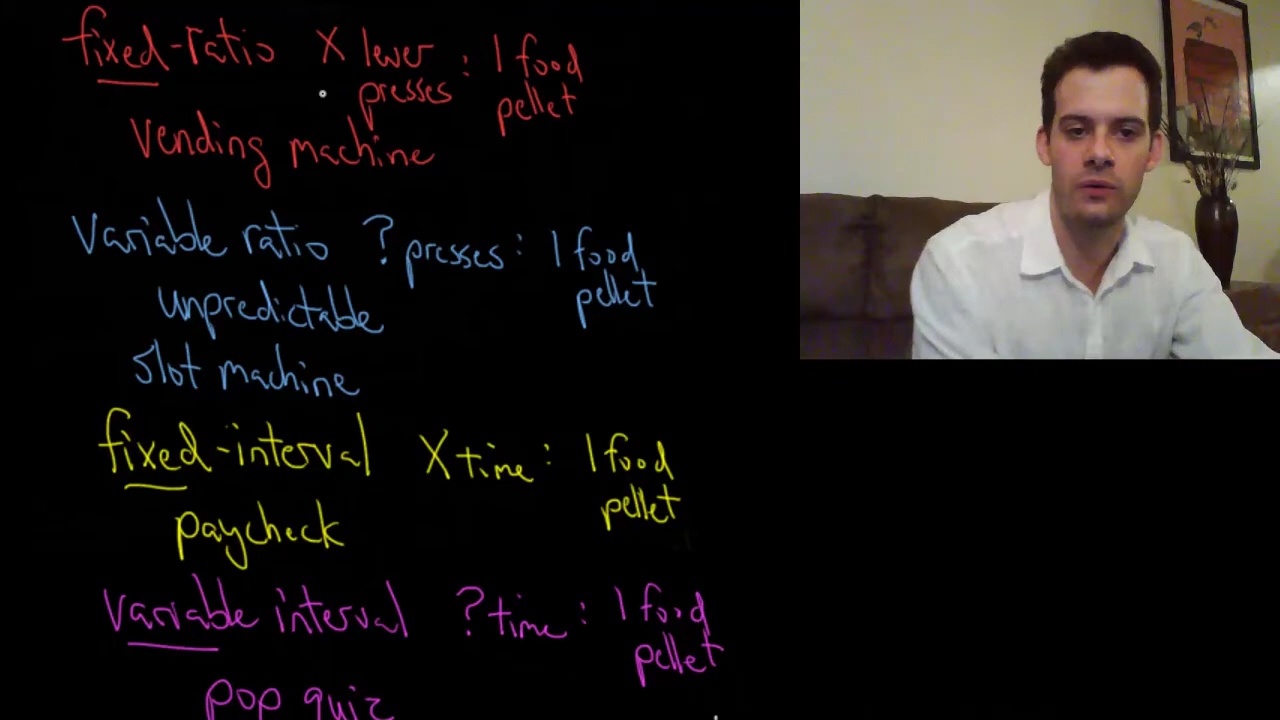 fixed-ratio X lever presses : 1 food pellet
vending machine
Variable ratio ? presses : 1 food pellet
unpredictable
slot machine
fixed-interval X time : 1 food pellet
paycheck
variable interval ? time : 1 food pellet
pop quiz